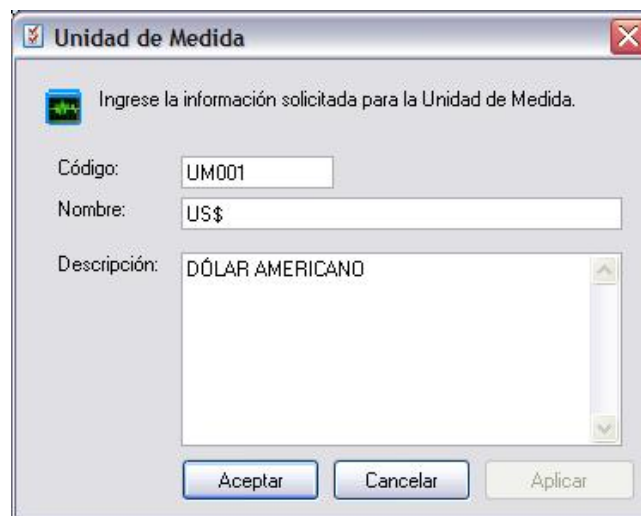 Unidad de Medida
Ingrese la información solicitada para la Unidad de Medida.
Código: UM001
Nombre: US$
Descripción: DÓLAR AMERICANO
Aceptar Cancelar Aplicar